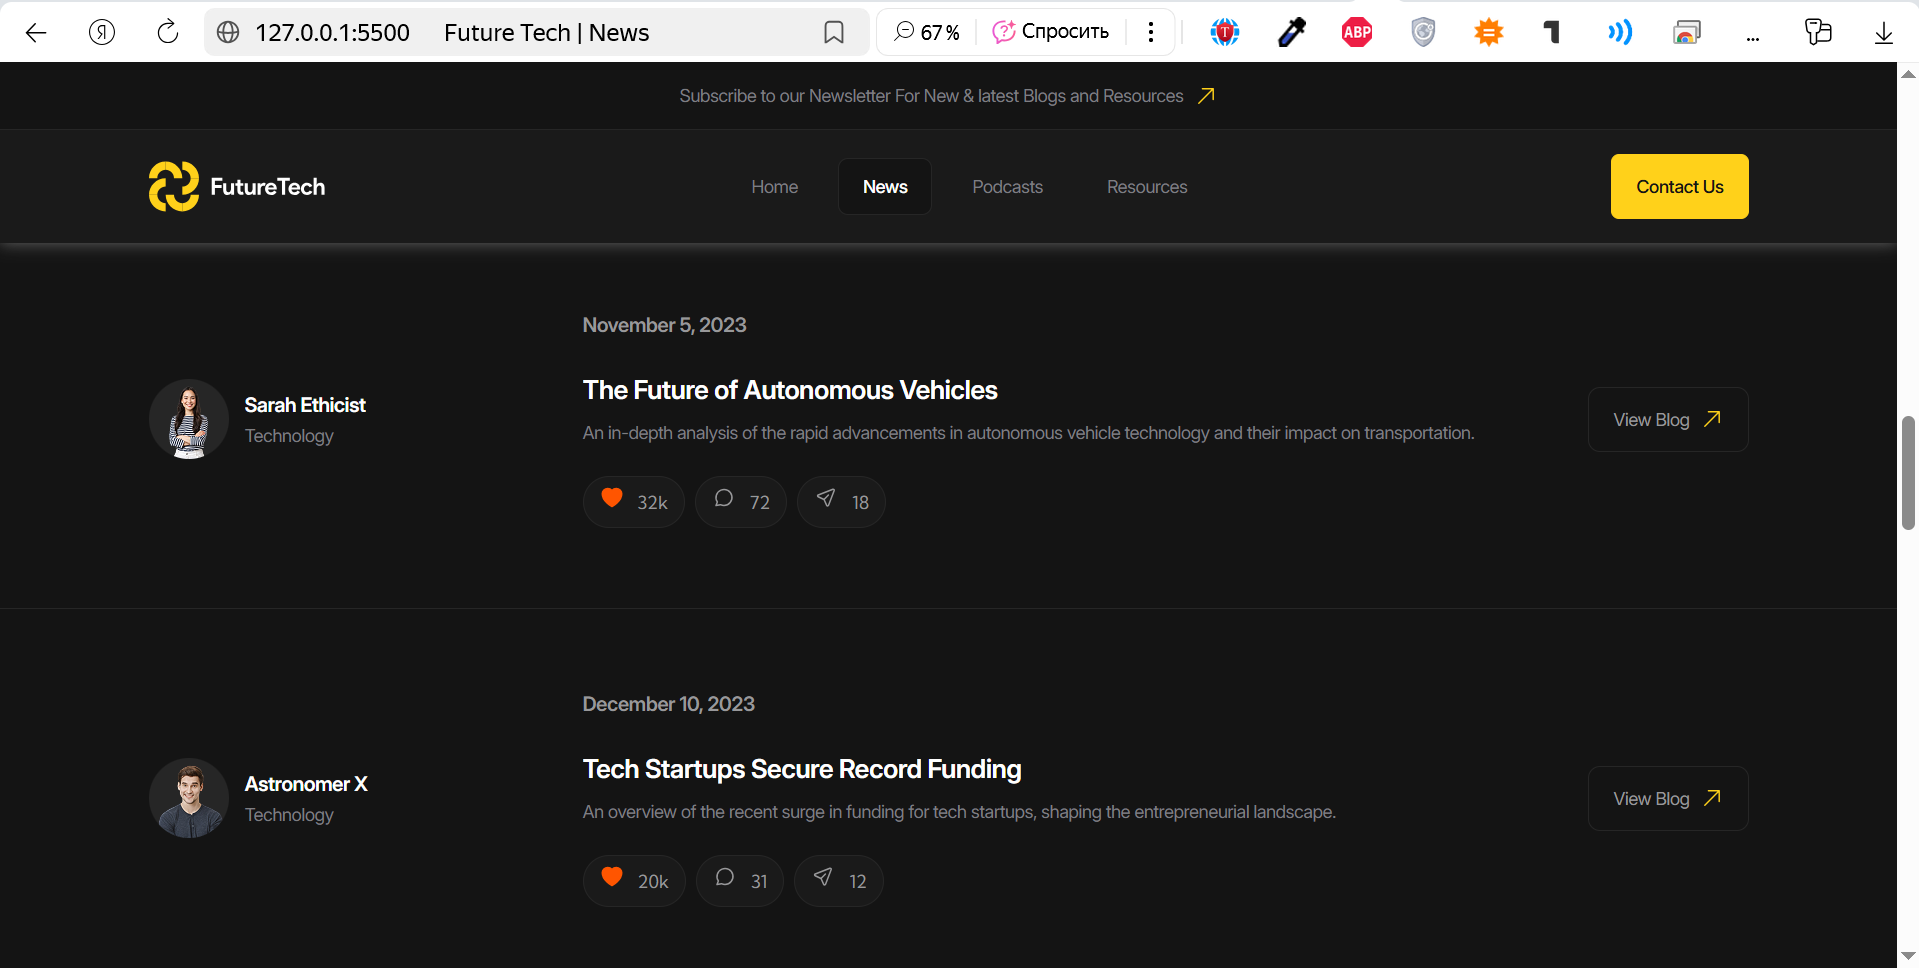 Я
127.0.0.1:5500 Future Tech | News
67 %
Спросить
T
ABP
...
Subscribe to our Newsletter For New & latest Blogs and Resources
FutureTech
Home
News
Podcasts
Resources
Contact Us
November 5, 2023
Sarah Ethicist
Technology
The Future of Autonomous Vehicles
An in-depth analysis of the rapid advancements in autonomous vehicle technology and their impact on transportation.
32k
72
18
View Blog
December 10, 2023
Astronomer X
Technology
Tech Startups Secure Record Funding
An overview of the recent surge in funding for tech startups, shaping the entrepreneurial landscape.
20k
31
12
View Blog